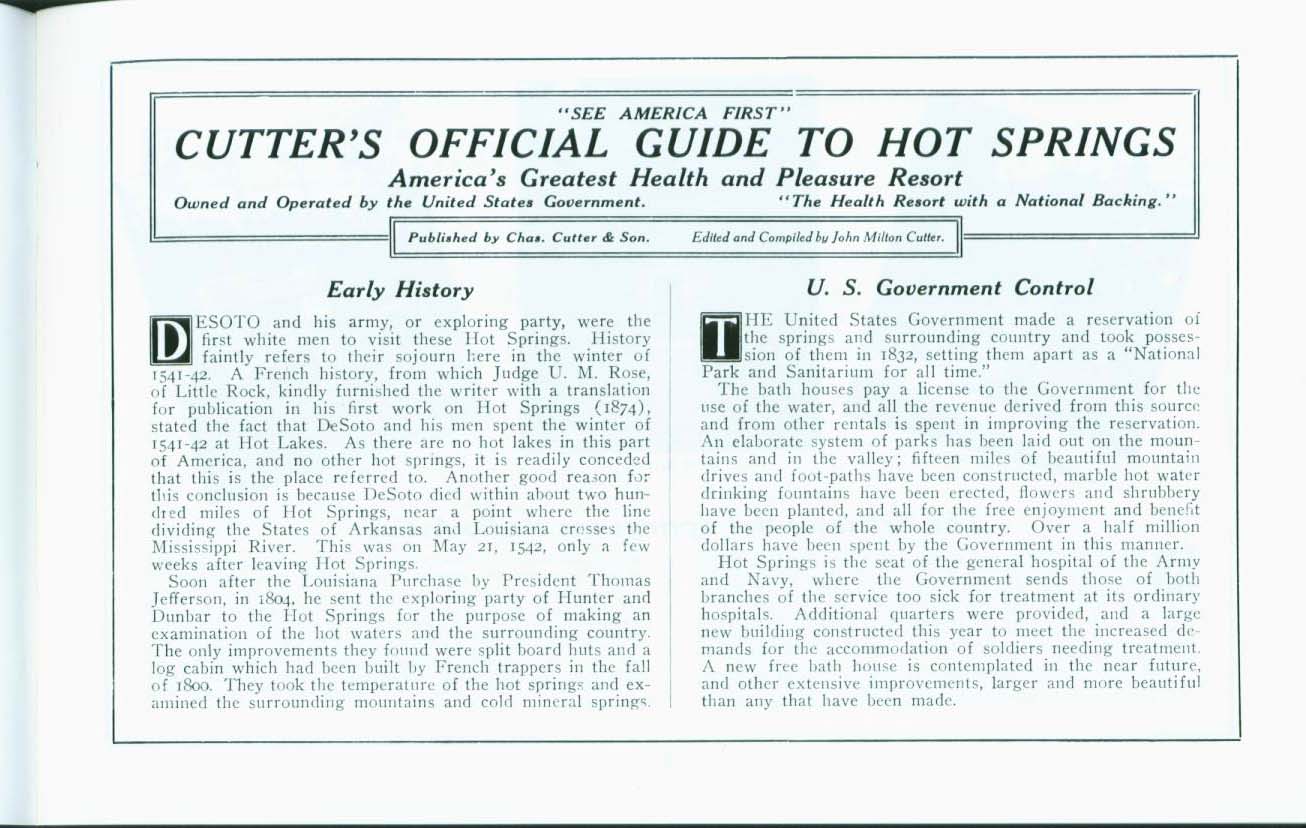 "SEE AMERICA FIRST"
CUTTER'S OFFICIAL GUIDE TO HOT SPRINGS
America's Greatest Health and Pleasure Resort
Owned and Operated by the United States Government. "The Health Resort with a National Backing."
Published by Chas. Cutter & Son. Edited and Compiled by John Milton Cutter.
Early History
DESOTO and his army, or exploring party, were the
first white men to visit these Hot Springs. History
faintly refers to their sojourn here in the winter of
1541-42. A French history, from which Judge U. M. Rose,
of Little Rock, kindly furnished the writer with a translation
for publication in his first work on Hot Springs (1874),
stated the fact that DeSoto and his men spent the winter of
1541-42 at Hot Lakes. As there are no hot lakes in this part
of America, and no other hot springs, it is readily conceded
that this is the place referred to. Another good reason for
this conclusion is because DeSoto died within about two hun-
dred miles of Hot Springs, near a point where the line
dividing the States of Arkansas and Louisiana crosses the
Mississippi River. This was on May 21, 1542, only a few
weeks after leaving Hot Springs.
Soon after the Louisiana Purchase by President Thomas
Jefferson, in 1804, he sent the exploring party of Hunter and
Dunbar to the Hot Springs for the purpose of making an
examination of the hot waters and the surrounding country.
The only improvements they found were split board huts and a
log cabin which had been built by French trappers in the fall
of 1800. They took the temperature of the hot springs and ex-
amined the surrounding mountains and cold mineral springs.
U. S. Government Control
THE United States Government made a reservation of
the springs and surrounding country and took posses-
sion of them in 1832, setting them apart as a "National
Park and Sanitarium for all time."
The bath houses pay a license to the Government for the
use of the water, and all the revenue derived from this source
and from other rentals is spent in improving the reservation.
An elaborate system of parks has been laid out on the moun-
tains and in the valley; fifteen miles of beautiful mountain
drives and foot-paths have been constructed, marble hot water
drinking fountains have been erected, flowers and shrubbery
have been planted, and all for the free enjoyment and benefit
of the people of the whole country. Over a half million
dollars have been spent by the Government in this manner.
Hot Springs is the seat of the general hospital of the Army
and Navy, where the Government sends those of both
branches of the service too sick for treatment at its ordinary
hospitals. Additional quarters were provided, and a large
new building constructed this year to meet the increased de-
mands for the accommodation of soldiers needing treatment.
A new free bath house is contemplated in the near future,
and other extensive improvements, larger and more beautiful
than any that have been made.